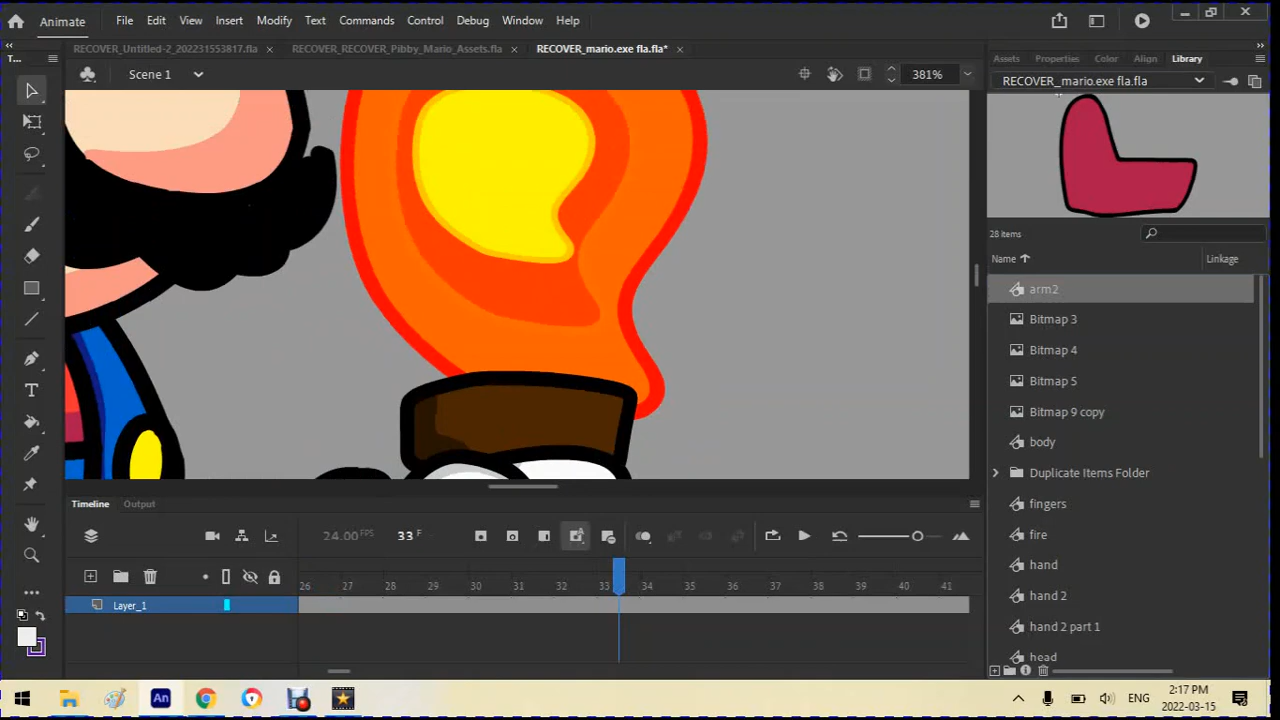 Animate File Edit View Insert Modify Text Commands Control Debug Window Help
RECOVER_Untitled-2_202231553817.fla RECOVER_RECOVER_Pibby_Mario_Assets.fla RECOVER_mario.exe fla.fla*
T... Assets Properties Color Align Library
Scene 1 381% RECOVER_mario.exe fla.fla
28 items
Name Linkage
arm2
Bitmap 3
Bitmap 4
Bitmap 5
Bitmap 9 copy
body
Duplicate Items Folder
fingers
fire
hand
hand 2
hand 2 part 1
head
Timeline Output
24.00 FPS 33 F
26 27 28 29 30 31 32 33 34 35 36 37 38 39 40 41
Layer_1
An ENG 2:17 PM
2022-03-15